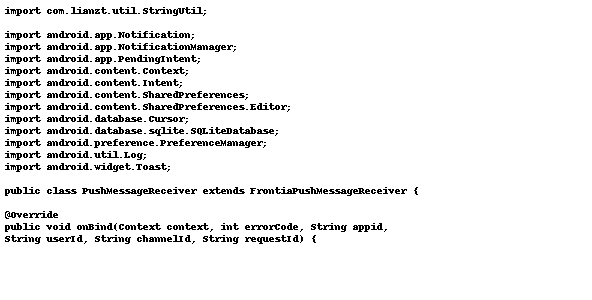 import com.lianzt.util.StringUtil;
import android.app.Notification;
import android.app.NotificationManager;
import android.app.PendingIntent;
import android.content.Context;
import android.content.Intent;
import android.content.SharedPreferences;
import android.content.SharedPreferences.Editor;
import android.database.Cursor;
import android.database.sqlite.SQLiteDatabase;
import android.preference.PreferenceManager;
import android.util.Log;
import android.widget.Toast;
public class PushMessageReceiver extends FrontiaPushMessageReceiver {
@Override
public void onBind(Context context, int errorCode, String appid,
String userId, String channelId, String requestId) {